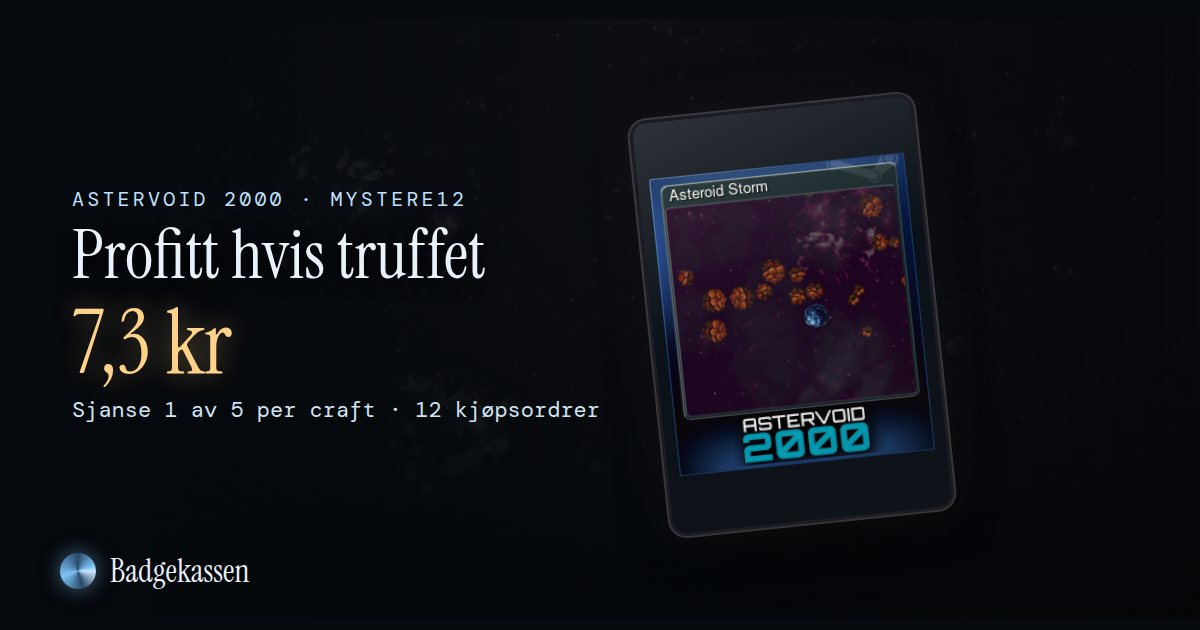 ASTERVOID 2000 · MYSTERE12
Profitt hvis truffet
7,3 kr
Sjanse 1 av 5 per craft · 12 kjøpsordrer
Badgekassen
Asteroid Storm
ASTERVOID
2000